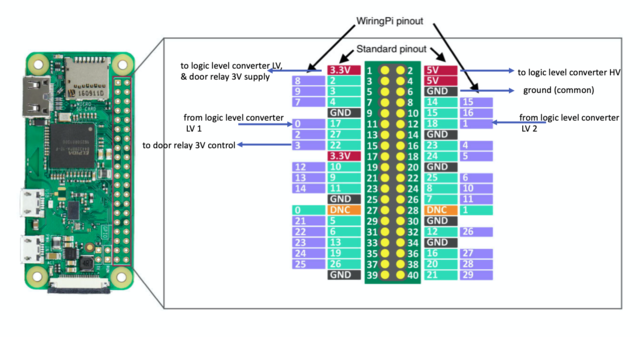 WiringPi pinout
Standard pinout
to logic level converter LV,
& door relay 3V supply
3.3V 1 2 5V
to logic level converter HV
8 2 3 4 5V
9 3 5 6 GND
ground (common)
7 4 7 8 14 15
GND 9 10 15 16
from logic level converter
LV 1
0 17 11 12 18 1
from logic level converter
LV 2
2 27 13 14 GND
to door relay 3V control
3 22 15 16 23 4
3.3V 17 18 24 5
12 10 19 20 GND
13 9 21 22 25 6
14 11 23 24 8 10
GND 25 26 7 11
0 DNC 27 28 DNC 1
21 5 29 30 GND
22 6 31 32 12 26
23 13 33 34 GND
24 19 35 36 16 27
25 26 37 38 20 28
GND 39 40 21 29